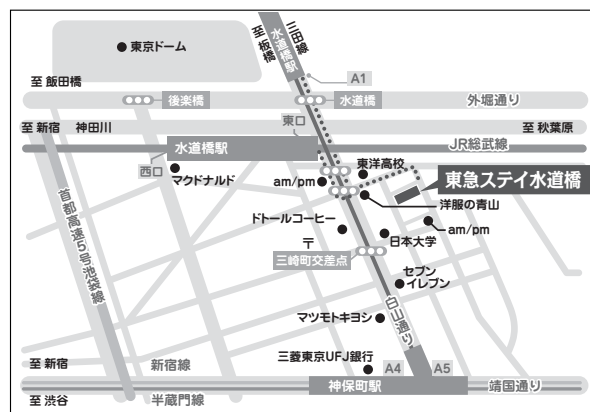 至 板橋
三田線
水道橋駅
東京ドーム
A1
至 飯田橋
後楽橋
水道橋
外堀通り
東口
至 新宿
神田川
至 秋葉原
水道橋駅
JR総武線
西口
マクドナルド
東洋高校
am/pm
東急ステイ水道橋
洋服の青山
首都高速5号池袋線
ドトールコーヒー
日本大学
am/pm
〒
三崎町交差点
セブン
イレブン
白山通り
マツモトキヨシ
至 新宿
新宿線
三菱東京UFJ銀行
A4
A5
神保町駅
靖国通り
至 渋谷
半蔵門線